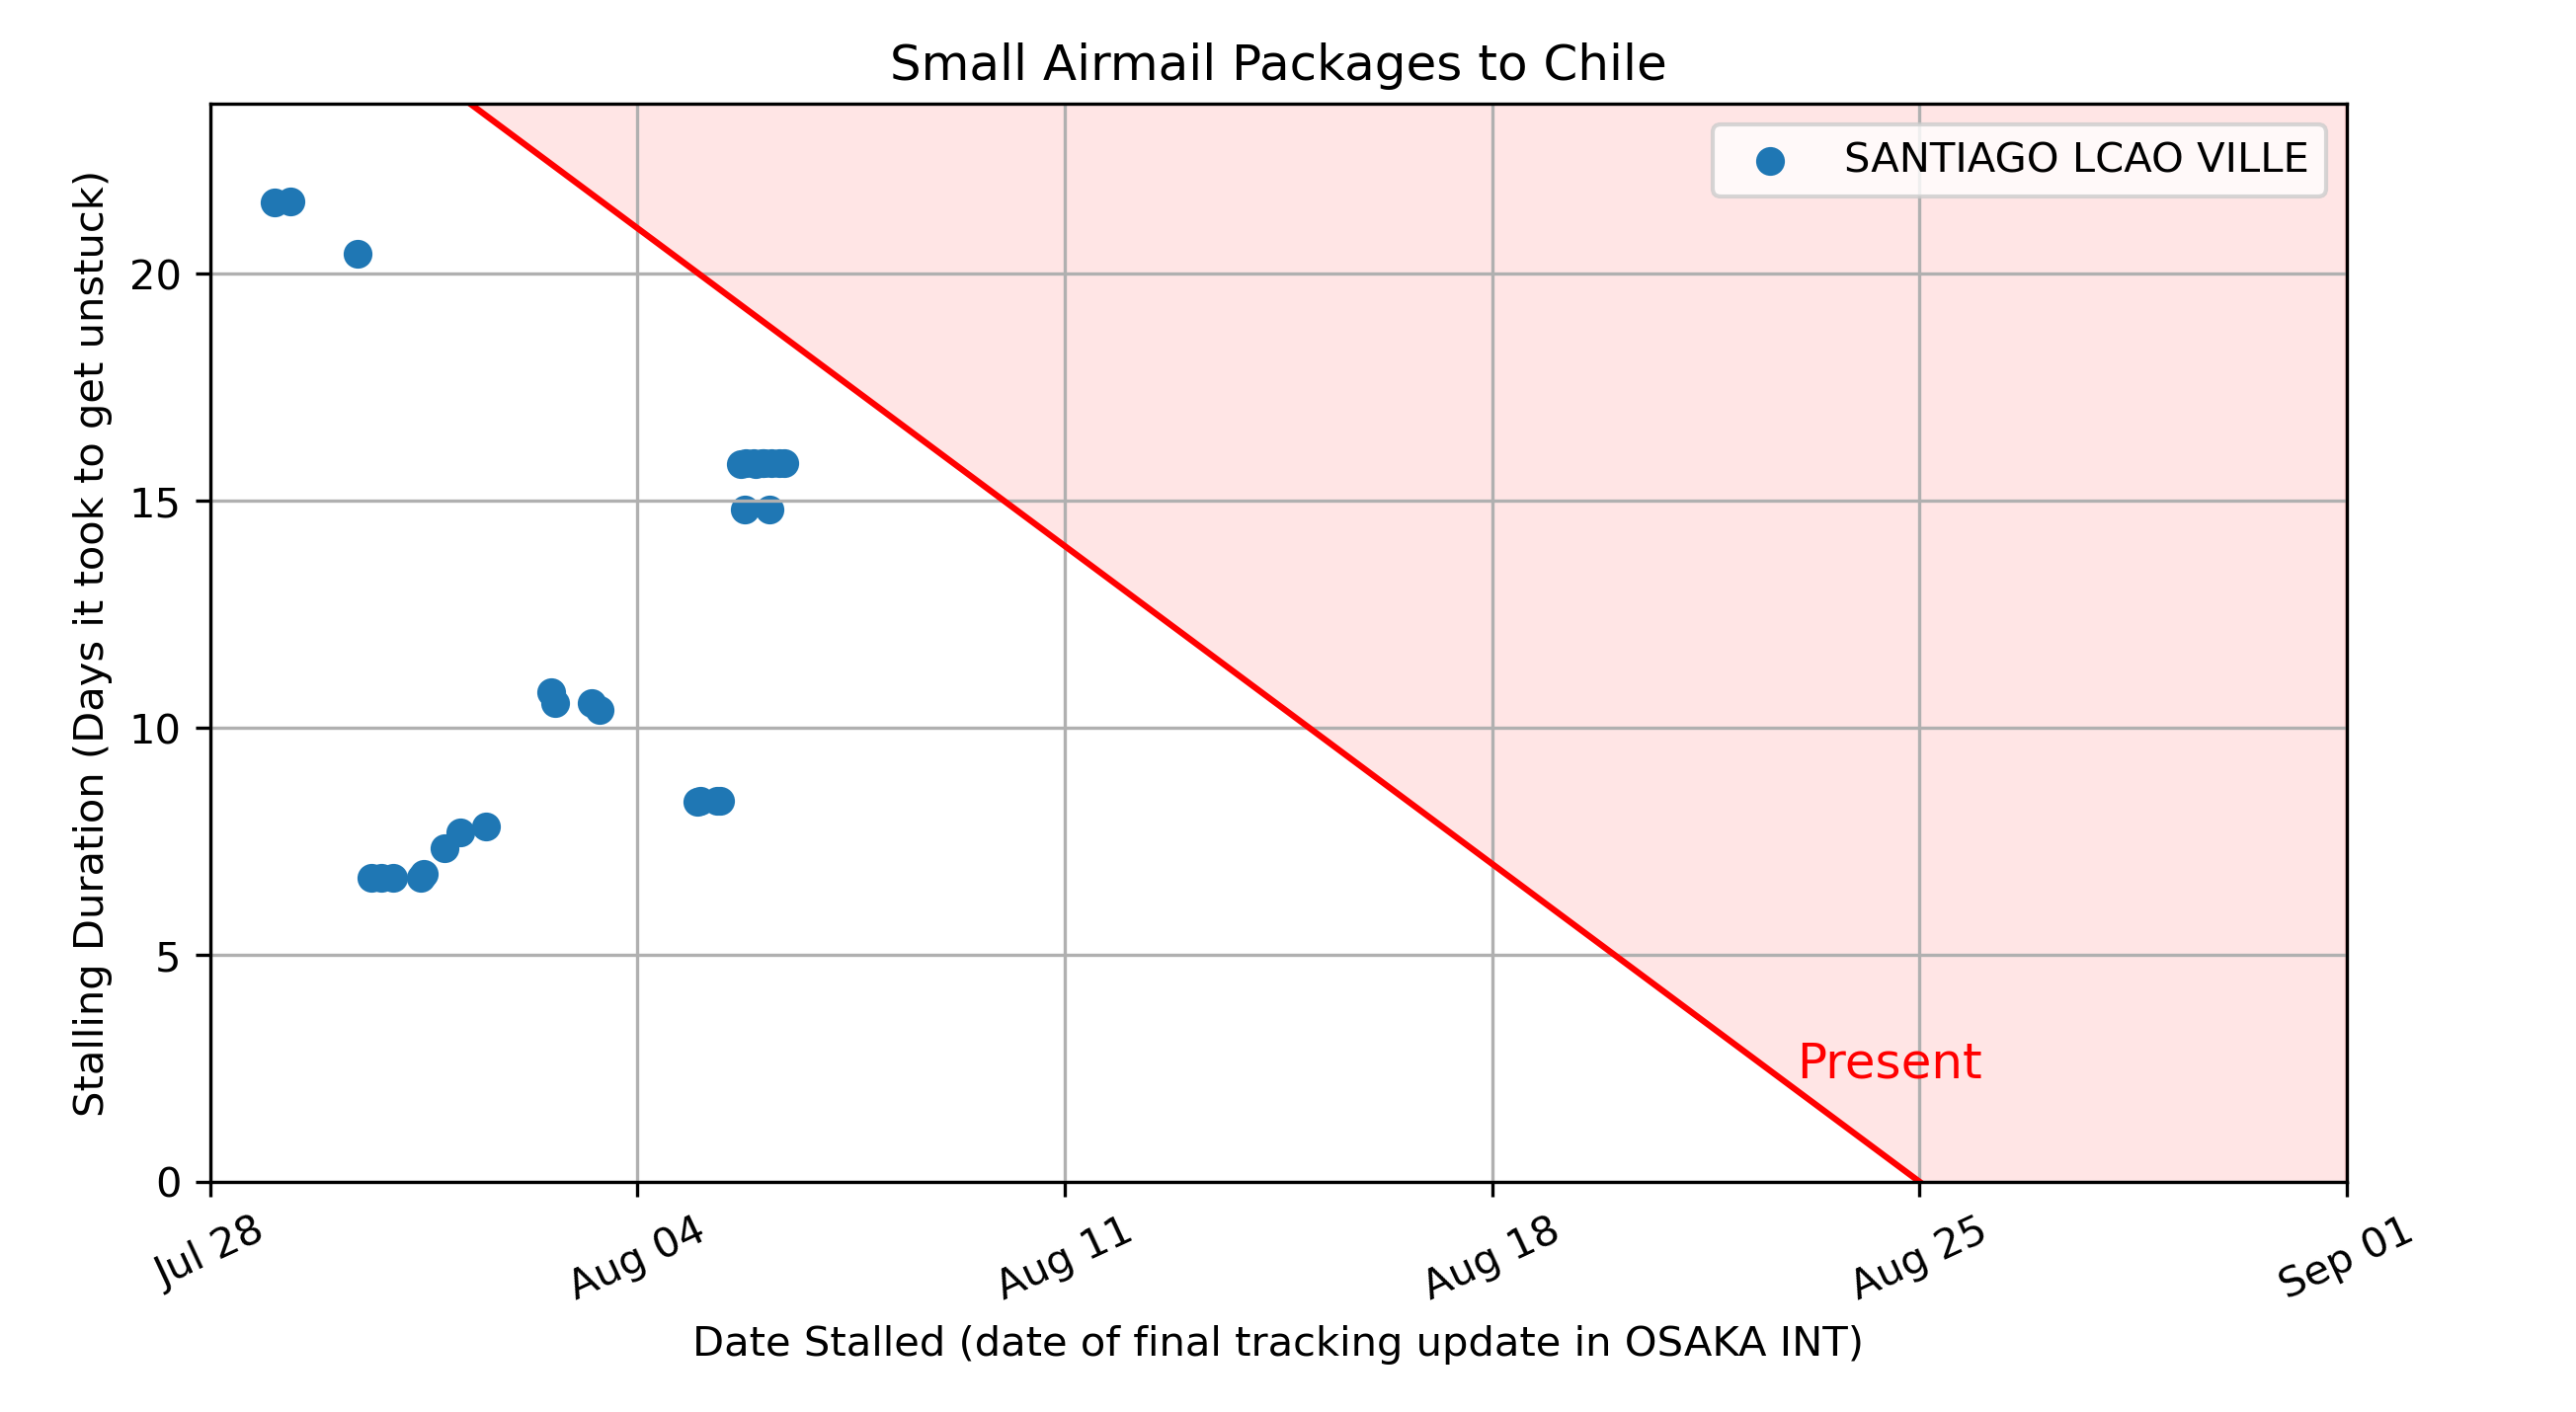 Small Airmail Packages to Chile
SANTIAGO LCAO VILLE
Stalling Duration (Days it took to get unstuck)
20
15
10
5
0
Present
Jul 28
Aug 04
Aug 11
Aug 18
Aug 25
Sep 01
Date Stalled (date of final tracking update in OSAKA INT)